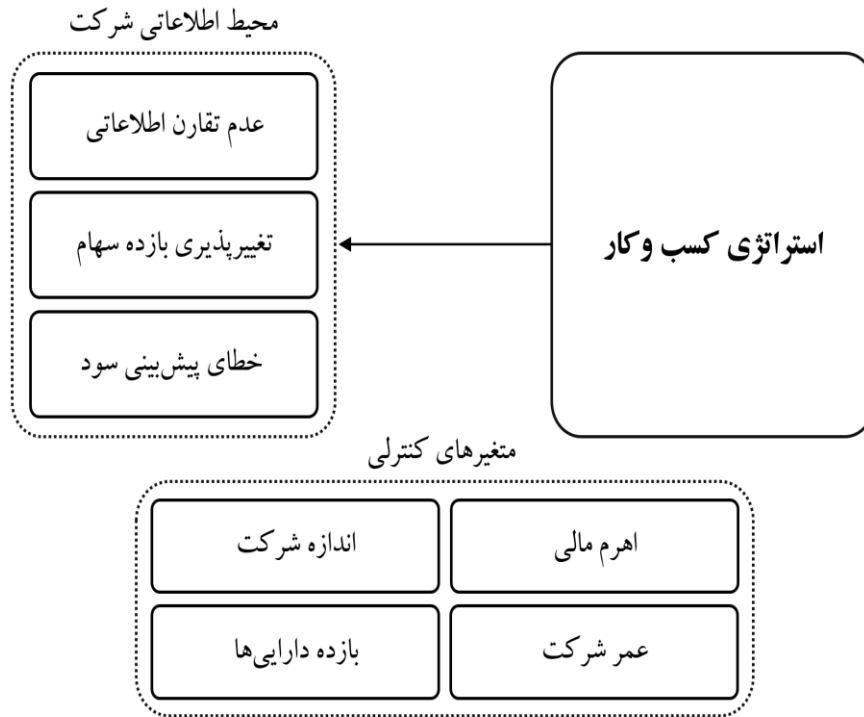 محیط اطلاعاتی شرکت
عدم تقارن اطلاعاتی
تغییرپذیری بازده سهام
خطای پیش‌بینی سود
استراتژی کسب وکار
متغیرهای کنترلی
اهرم مالی
اندازه شرکت
عمر شرکت
بازده دارایی‌ها